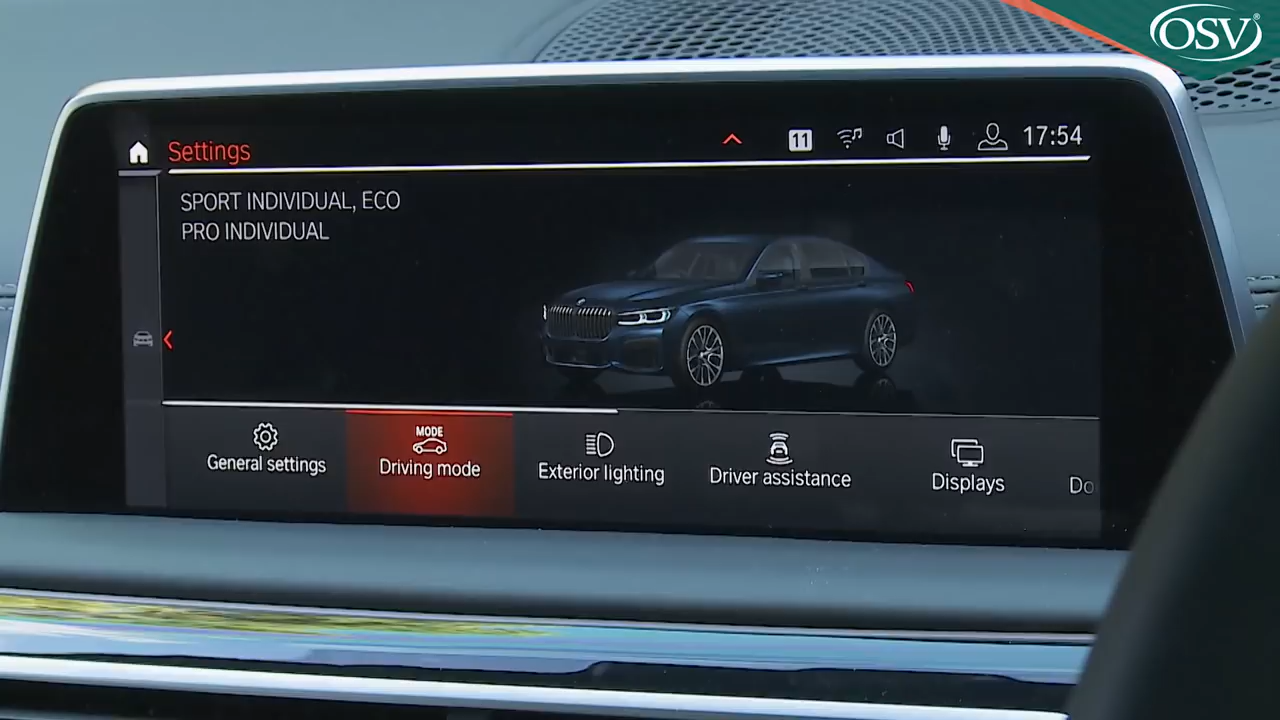 OSV®
Settings
11
17:54
SPORT INDIVIDUAL, ECO
PRO INDIVIDUAL
General settings
MODE
Driving mode
Exterior lighting
Driver assistance
Displays
Do